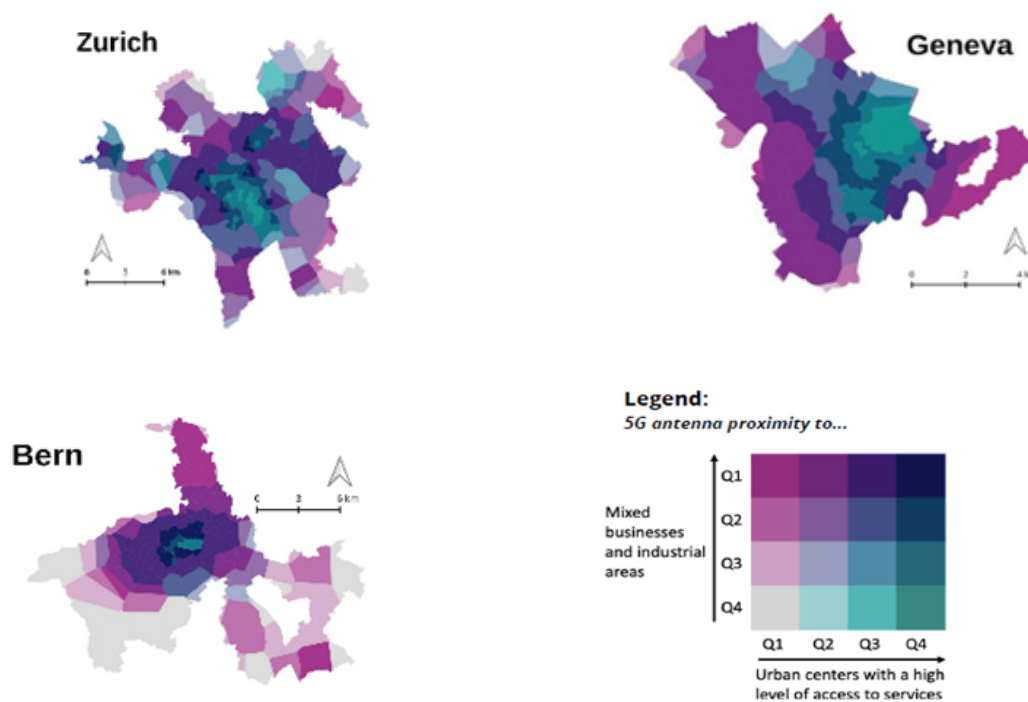 Zurich
0 3 6 km
Geneva
0 2 4 k
Bern
0 2 6 km
Legend:
5G antenna proximity to...
Mixed
businesses
and industrial
areas
Q1
Q2
Q3
Q4
Q1 Q2 Q3 Q4
Urban centers with a high
level of access to services